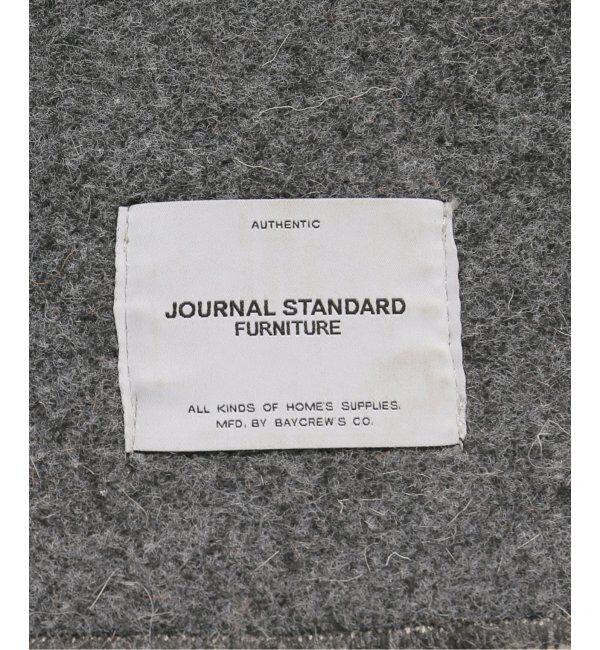 AUTHENTIC
JOURNAL STANDARD
FURNITURE
ALL KINDS OF HOME'S SUPPLIES.
MFD. BY BAYCREW'S CO.